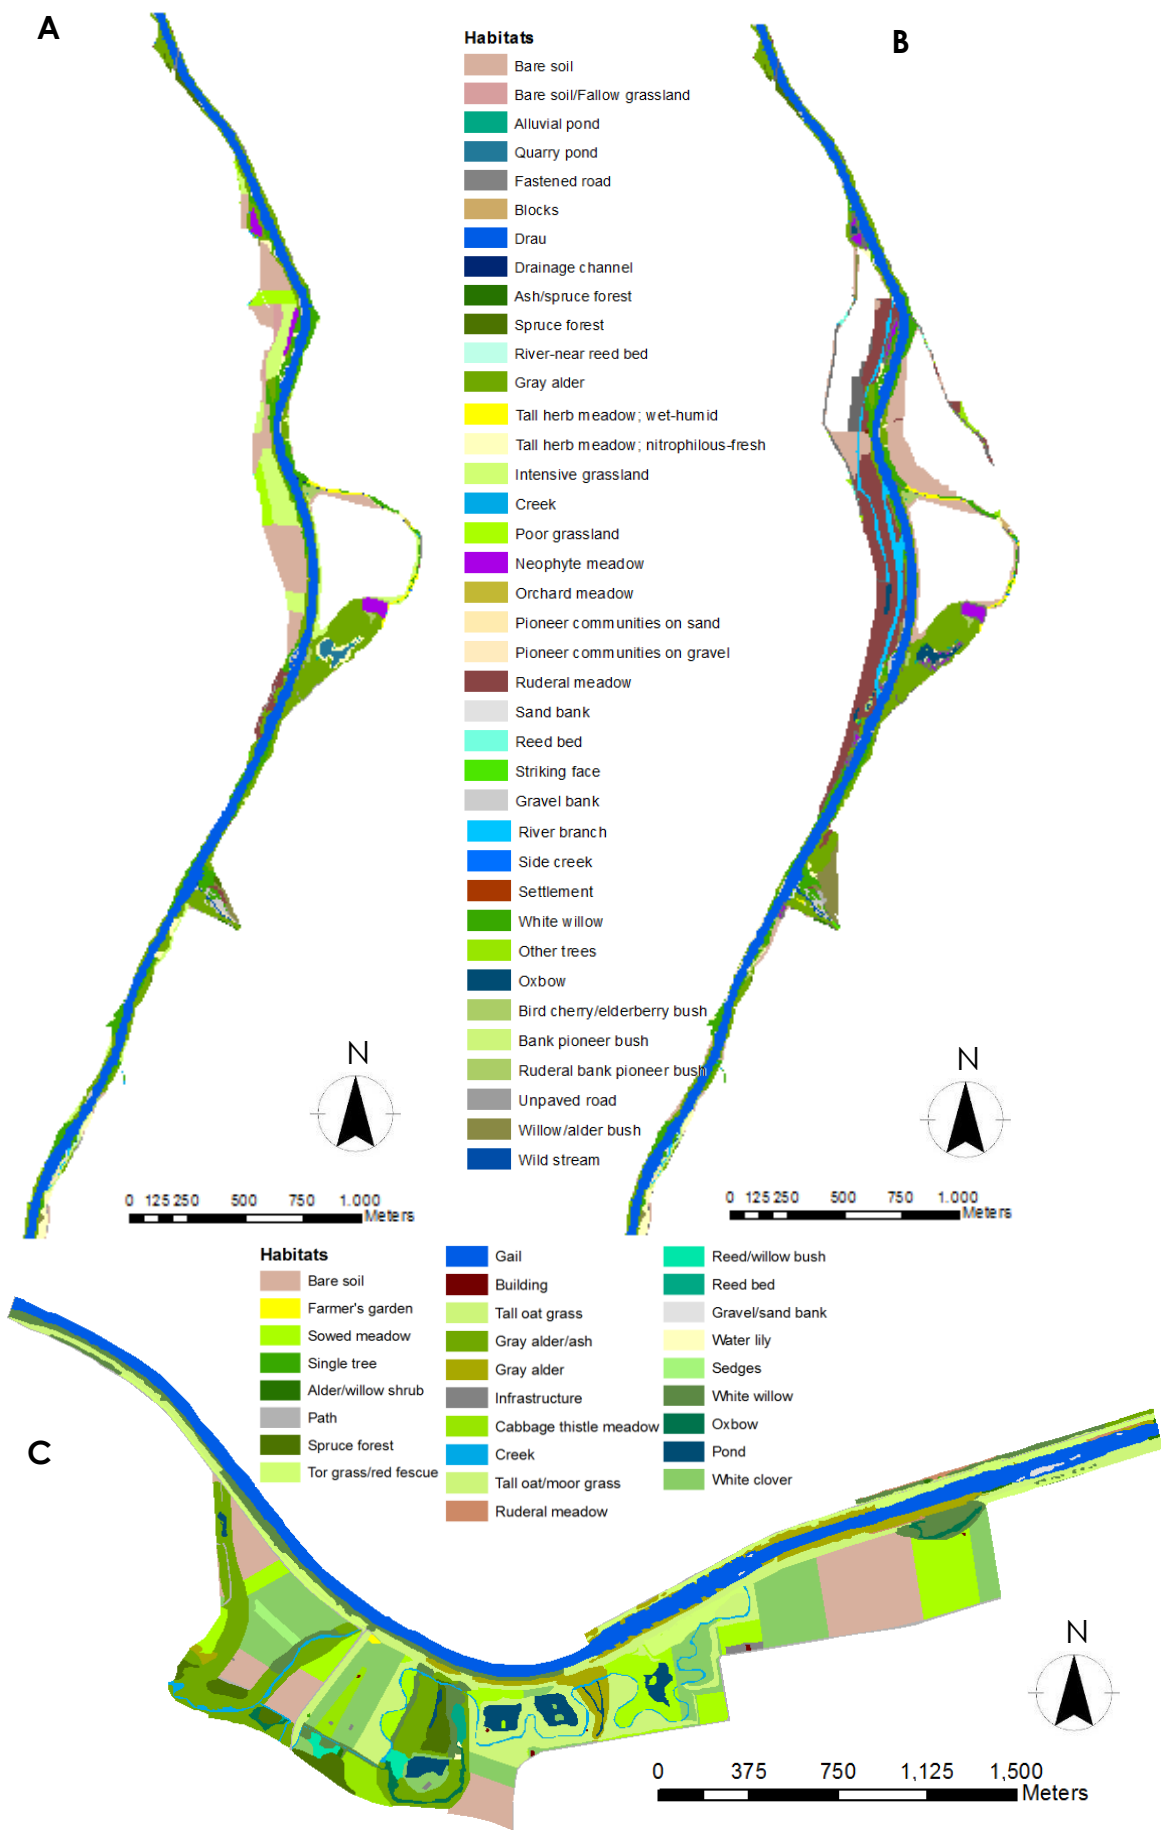 A
B
Habitats
Bare soil
Bare soil/Fallow grassland
Alluvial pond
Quarry pond
Fastened road
Blocks
Drau
Drainage channel
Ash/spruce forest
Spruce forest
River-near reed bed
Gray alder
Tall herb meadow; wet-humid
Tall herb meadow; nitrophilous-fresh
Intensive grassland
Creek
Poor grassland
Neophyte meadow
Orchard meadow
Pioneer communities on sand
Pioneer communities on gravel
Ruderal meadow
Sand bank
Reed bed
Striking face
Gravel bank
River branch
Side creek
Settlement
White willow
Other trees
Oxbow
Bird cherry/elderberry bush
Bank pioneer bush
Ruderal bank pioneer bush
Unpaved road
Willow/alder bush
Wild stream
N
0 125 250 500 750 1.000
Meters
N
0 125 250 500 750 1.000
Meters
C
Habitats
Bare soil
Farmer's garden
Sowed meadow
Single tree
Alder/willow shrub
Path
Spruce forest
Tor grass/red fescue
Gail
Building
Tall oat grass
Gray alder/ash
Gray alder
Infrastructure
Cabbage thistle meadow
Creek
Tall oat/moor grass
Ruderal meadow
Reed/willow bush
Reed bed
Gravel/sand bank
Water lily
Sedges
White willow
Oxbow
Pond
White clover
N
0 375 750 1,125 1,500
Meters